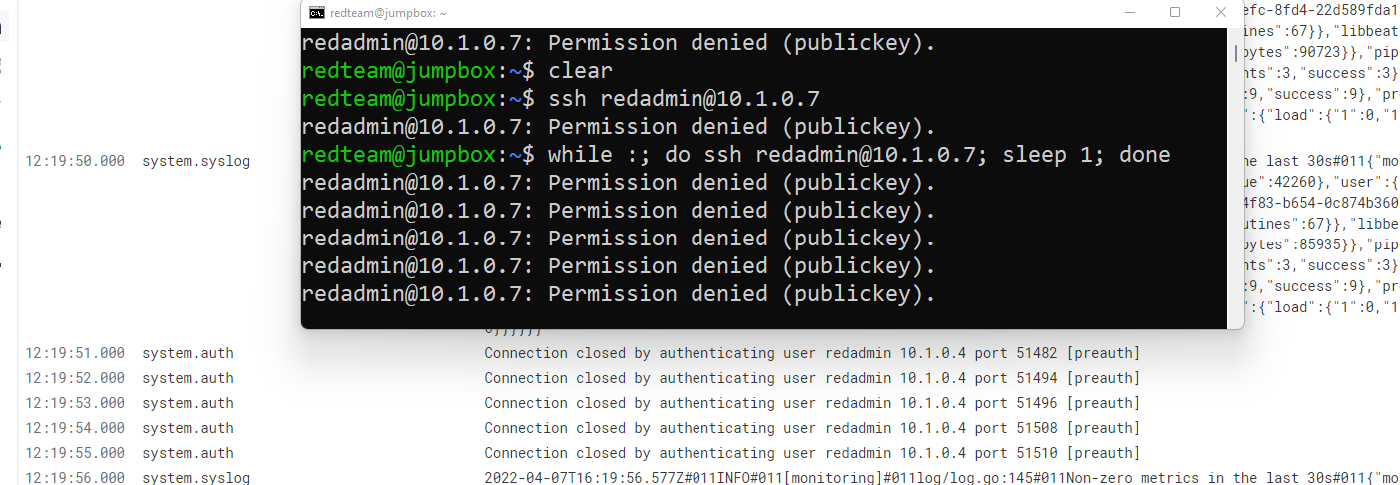 redteam@jumpbox: ~
efc-8fd4-22d589fda1
redadmin@10.1.0.7: Permission denied (publickey).
ines":67}},"libbeat
redteam@jumpbox:~$ clear
ytes":90723}},"pip
nts":3,"success":3}
redteam@jumpbox:~$ ssh redadmin@10.1.0.7
:9,"success":9},"pr
redadmin@10.1.0.7: Permission denied (publickey).
":{"load":{"1":0,"1
redteam@jumpbox:~$ while :; do ssh redadmin@10.1.0.7; sleep 1; done
12:19:50.000 system.syslog
he last 30s#011{"mo
redadmin@10.1.0.7: Permission denied (publickey).
ue":42260},"user":{
redadmin@10.1.0.7: Permission denied (publickey).
4f83-b654-0c874b360
redadmin@10.1.0.7: Permission denied (publickey).
utines":67}},"libbe
ytes":85935}},"pip
redadmin@10.1.0.7: Permission denied (publickey).
nts":3,"success":3}
:9,"success":9},"pr
redadmin@10.1.0.7: Permission denied (publickey).
":{"load":{"1":0,"1
12:19:51.000 system.auth Connection closed by authenticating user redadmin 10.1.0.4 port 51482 [preauth]
12:19:52.000 system.auth Connection closed by authenticating user redadmin 10.1.0.4 port 51494 [preauth]
12:19:53.000 system.auth Connection closed by authenticating user redadmin 10.1.0.4 port 51496 [preauth]
12:19:54.000 system.auth Connection closed by authenticating user redadmin 10.1.0.4 port 51508 [preauth]
12:19:55.000 system.auth Connection closed by authenticating user redadmin 10.1.0.4 port 51510 [preauth]
12:19:56.000 system.syslog 2022-04-07T16:19:56.577Z#011INFO#011[monitoring]#011log/log.go:145#011Non-zero metrics in the last 30s#011{"mo